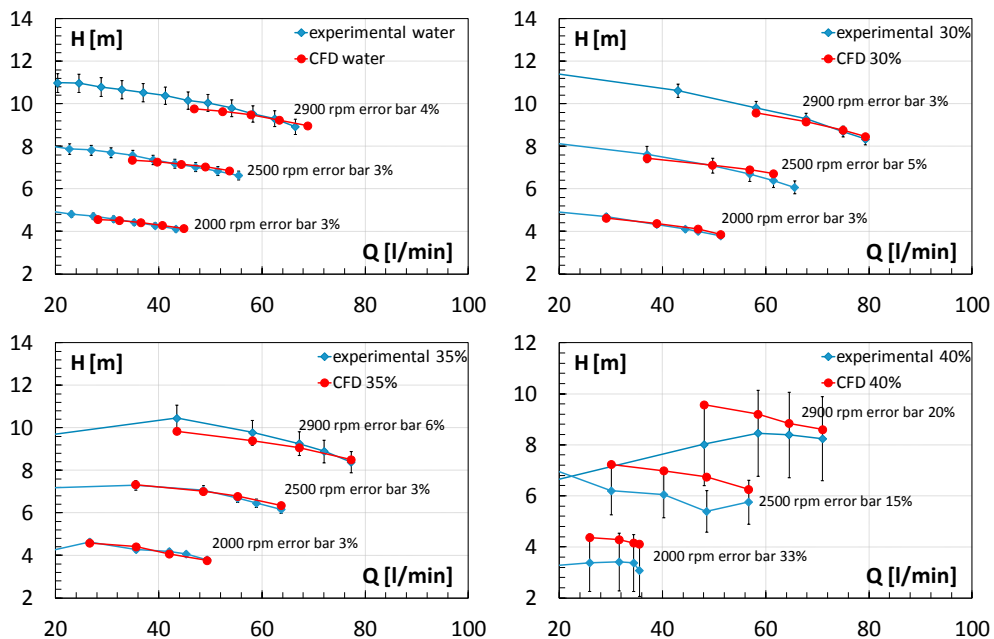 14
12
10
8
6
4
2
H [m]
experimental water
CFD water
2900 rpm error bar 4%
2500 rpm error bar 3%
2000 rpm error bar 3%
Q [l/min]
20 40 60 80 100
14
12
10
8
6
4
2
H [m]
experimental 30%
CFD 30%
2900 rpm error bar 3%
2500 rpm error bar 5%
2000 rpm error bar 3%
Q [l/min]
20 40 60 80 100
14
12
10
8
6
4
2
H [m]
experimental 35%
CFD 35%
2900 rpm error bar 6%
2500 rpm error bar 3%
2000 rpm error bar 3%
Q [l/min]
20 40 60 80 100
12
10
8
6
4
2
H [m]
experimental 40%
CFD 40%
2900 rpm error bar 20%
2500 rpm error bar 15%
2000 rpm error bar 33%
Q [l/min]
20 40 60 80 100